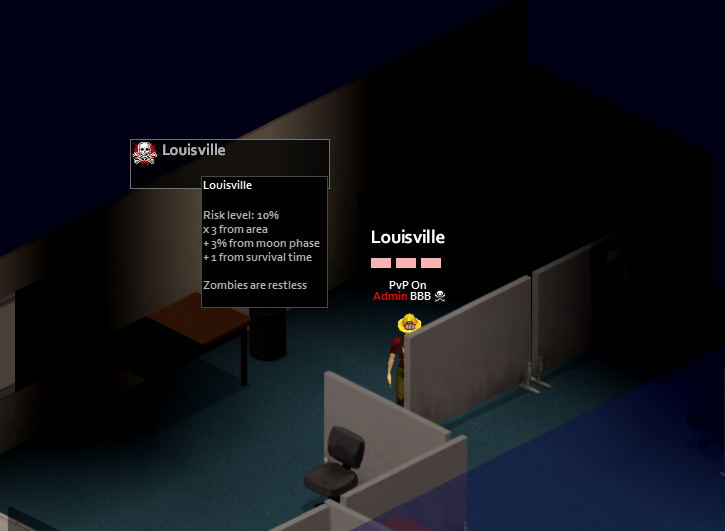 Louisville
Louisville
Risk level: 10%
x 3 from area
+ 3% from moon phase
+ 1 from survival time
Zombies are restless
Louisville
PvP On
Admin BBB